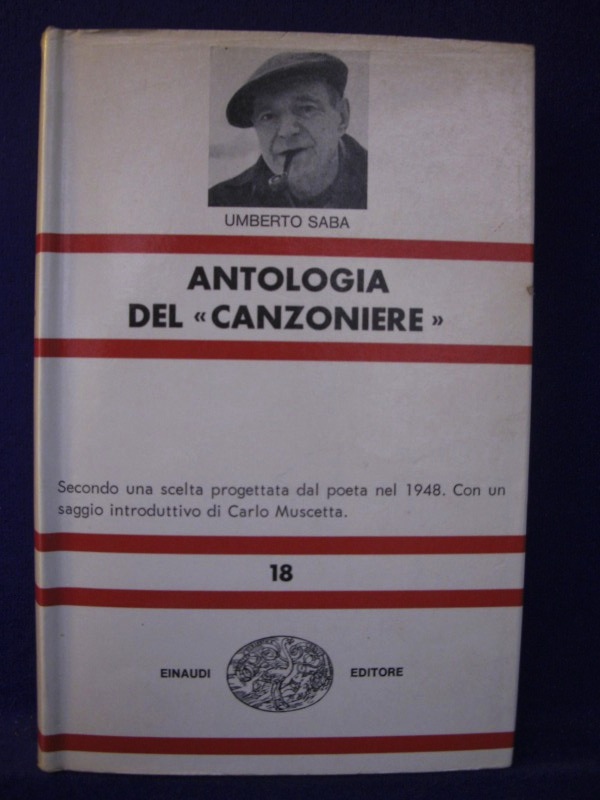 UMBERTO SABA
ANTOLOGIA
DEL « CANZONIERE »
Secondo una scelta progettata dal poeta nel 1948. Con un
saggio introduttivo di Carlo Muscetta.
18
EINAUDI EDITORE